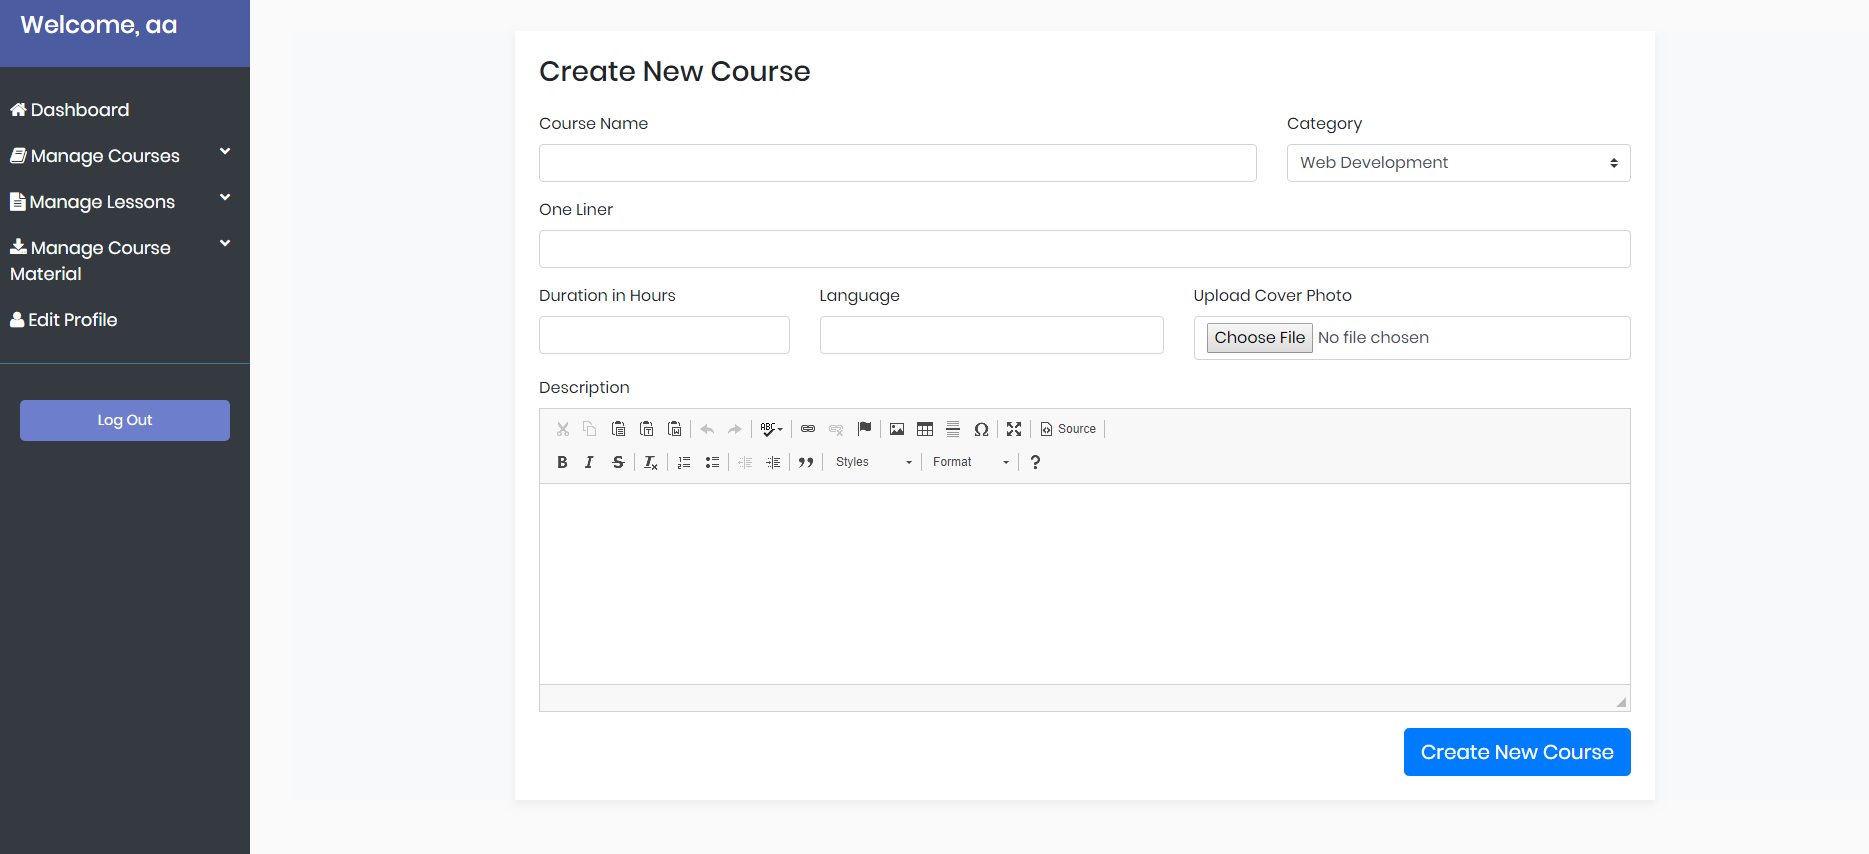 Welcome, aa
Dashboard
Manage Courses
Manage Lessons
Manage Course
Material
Edit Profile
Log Out
Create New Course
Course Name
Category
Web Development
One Liner
Duration in Hours
Language
Upload Cover Photo
Choose File No file chosen
Description
ABC
Source
B I S Tx
Styles
Format
?
Create New Course